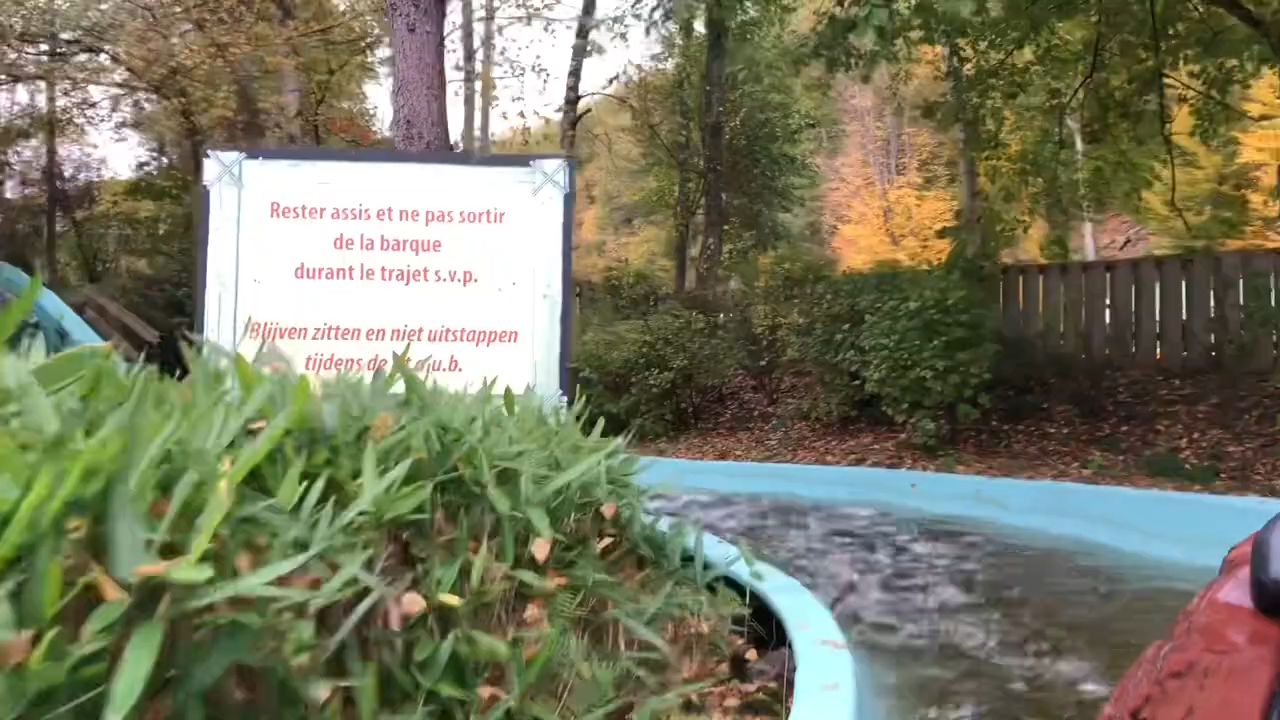 Rester assis et ne pas sortir
de la barque
durant le trajet s.v.p.
Blijven zitten en niet uitstappen
tijdens de u.b.